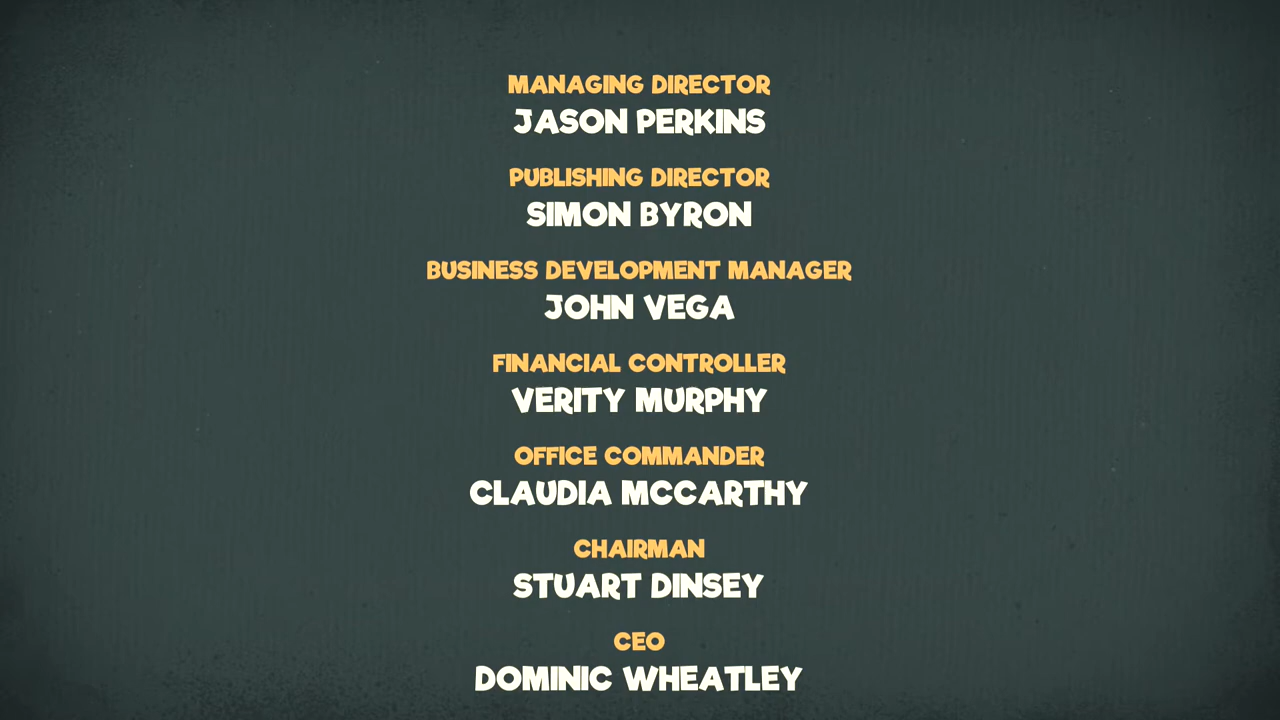 MANAGING DIRECTOR
JASON PERKINS
PUBLISHING DIRECTOR
SIMON BYRON
BUSINESS DEVELOPMENT MANAGER
JOHN VEGA
FINANCIAL CONTROLLER
VERITY MURPHY
OFFICE COMMANDER
CLAUDIA MCCARTHY
CHAIRMAN
STUART DINSEY
CEO
DOMINIC WHEATLEY